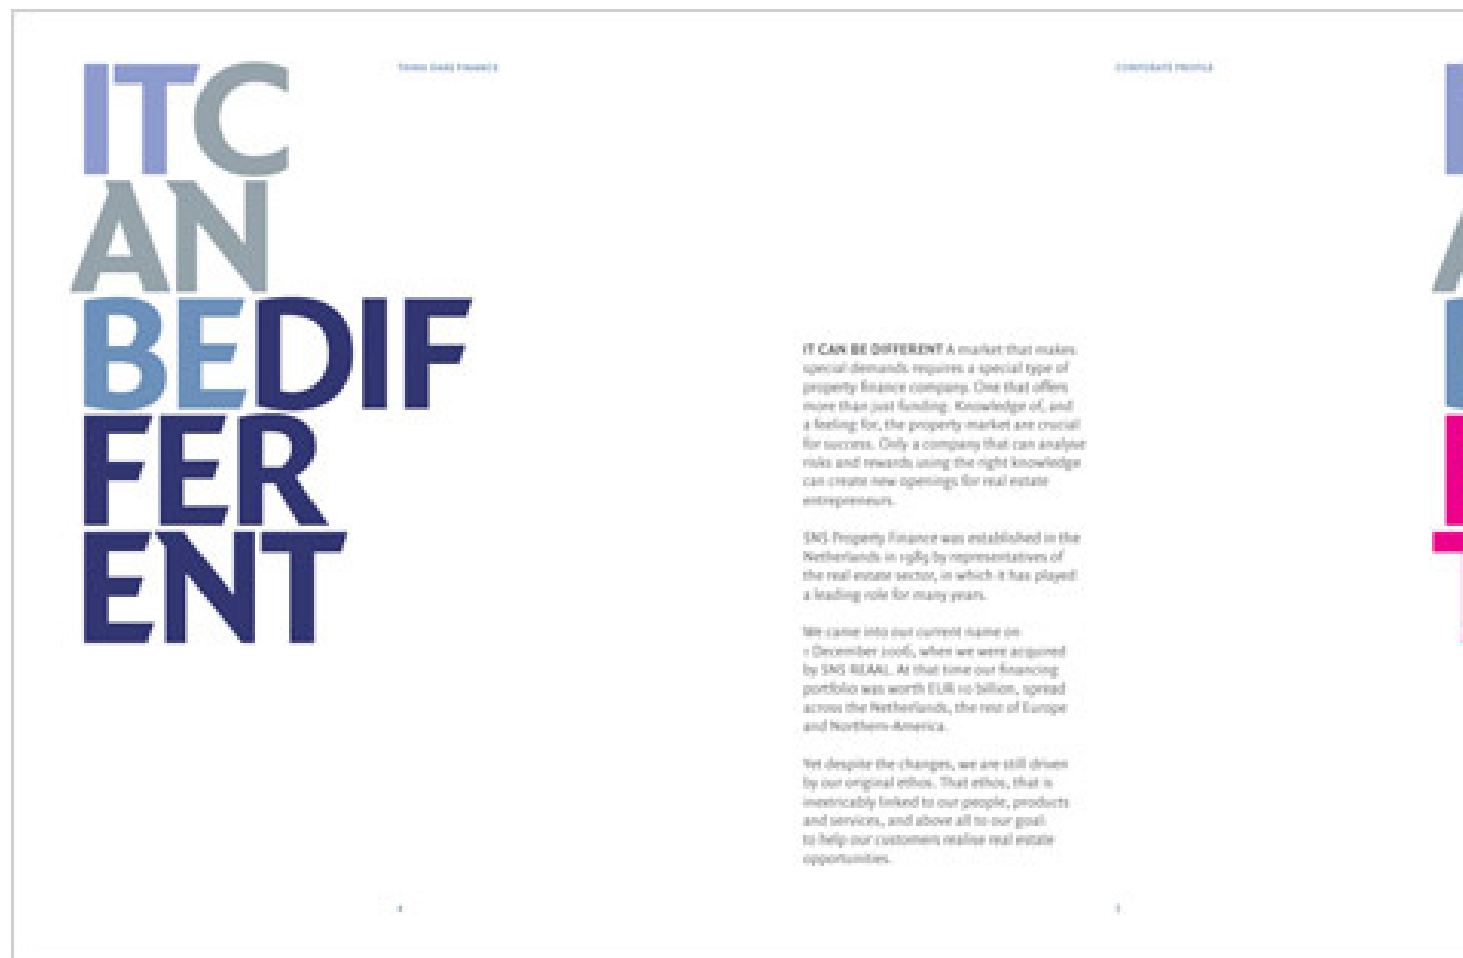 ITC
AN
BEDIF
FER
ENT
THINK DARE FINANCE
CORPORATE PROFILE
IT CAN BE DIFFERENT A market that makes
special demands requires a special type of
property finance company. One that offers
more than just funding. Knowledge of, and
a feeling for, the property market are crucial
for success. Only a company that can analyse
risks and rewards using the right knowledge
can create new openings for real estate
entrepreneurs.
SNS Property Finance was established in the
Netherlands in 1985 by representatives of
the real estate sector, in which it has played
a leading role for many years.
We came into our current name on
1 December 2006, when we were acquired
by SNS REAAL. At that time our financing
portfolio was worth EUR 10 billion, spread
across the Netherlands, the rest of Europe
and Northern-America.
Yet despite the changes, we are still driven
by our original ethos. That ethos, that is
inextricably linked to our people, products
and services, and above all to our goal:
to help our customers realise real estate
opportunities.